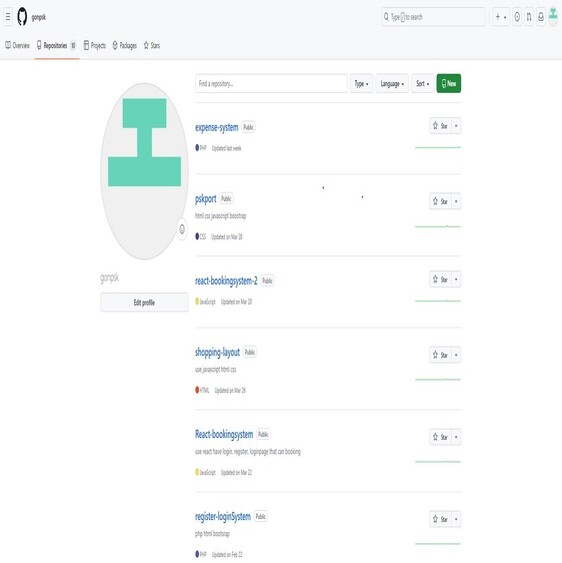 gonpsk
Type / to search
Overview
Repositories 10
Projects
Packages
Stars
Find a repository...
Type
Language
Sort
New
expense-system Public
Star
PHP Updated last week
pskport Public
Star
html css javascript boostrap
CSS Updated on Mar 28
gonpsk
Edit profile
react-bookingsystem-2 Public
Star
JavaScript Updated on Mar 28
shopping-layout Public
Star
use javascript html css
HTML Updated on Mar 26
React-bookingsystem Public
Star
use react have login, register, loginpage that can booking
JavaScript Updated on Mar 22
register-loginSystem Public
Star
php html bootstrap
PHP Updated on Feb 22